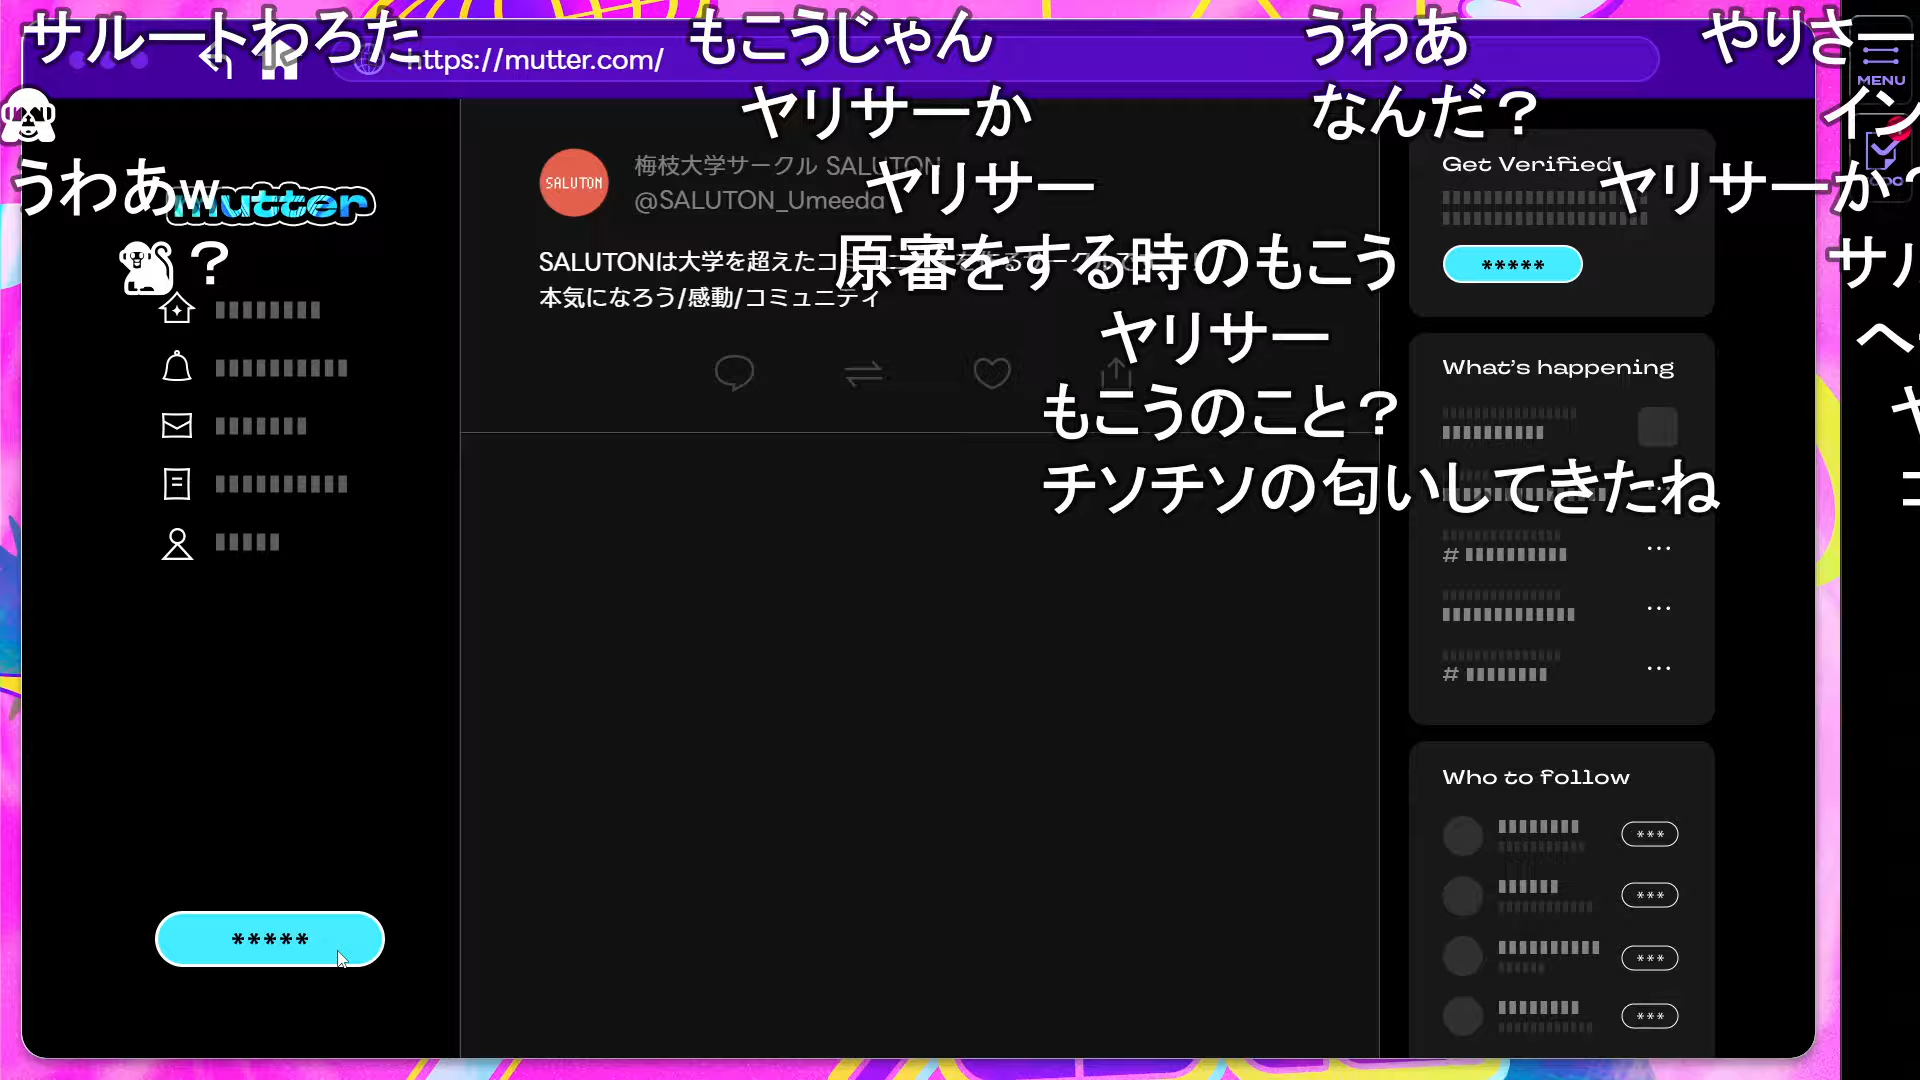 サルートわろた
もこうじゃん
うわあ
やりさー
https://mutter.com/
MENU
ヤリサーか
なんだ？
イン
梅枝大学サークル SALUTON
SALUTON
@SALUTON_Umeeda
Get Verified
ヤリサー
ヤリサーか？
うわあw
mutter
？
SALUTONは大学を超えたコ
原審をする時のもこう
サル
*****
本気になろう/感動/コミュニティ
ヤリサー
What's happening
もこうのこと？
チソチソの匂いしてきたね
#
#
Who to follow
***
***
*****
***
***